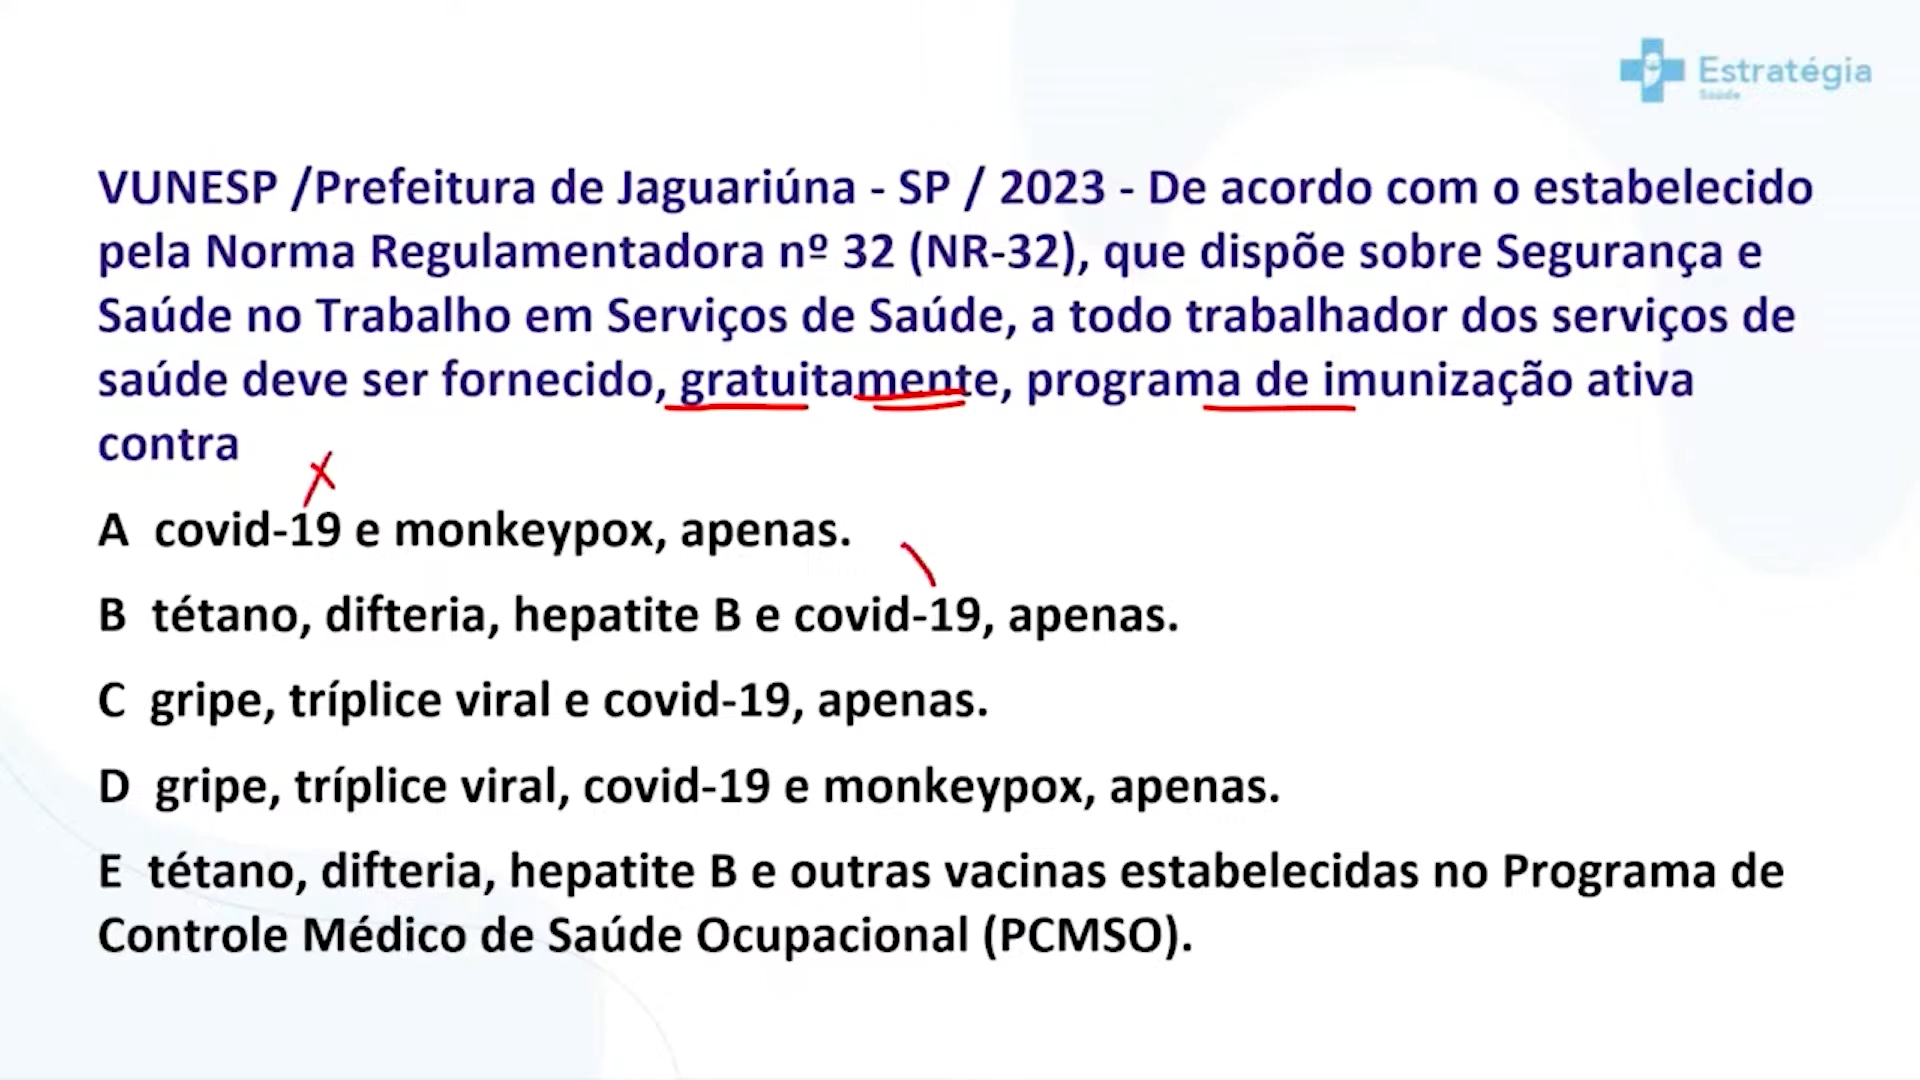 Estratégia
Saúde
VUNESP /Prefeitura de Jaguariúna - SP / 2023 - De acordo com o estabelecido
pela Norma Regulamentadora nº 32 (NR-32), que dispõe sobre Segurança e
Saúde no Trabalho em Serviços de Saúde, a todo trabalhador dos serviços de
saúde deve ser fornecido, gratuitamente, programa de imunização ativa
contra
A covid-19 e monkeypox, apenas.
B tétano, difteria, hepatite B e covid-19, apenas.
C gripe, tríplice viral e covid-19, apenas.
D gripe, tríplice viral, covid-19 e monkeypox, apenas.
E tétano, difteria, hepatite B e outras vacinas estabelecidas no Programa de
Controle Médico de Saúde Ocupacional (PCMSO).